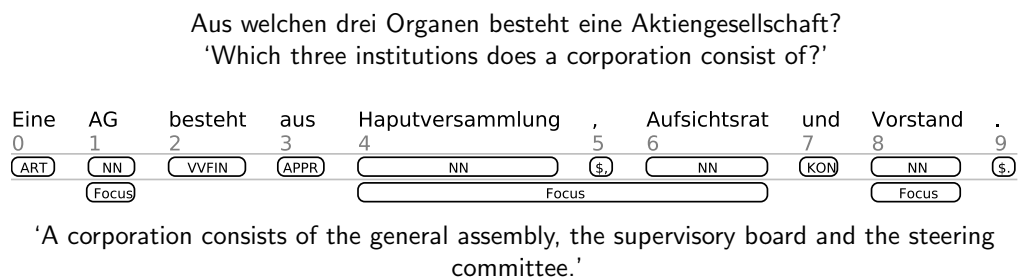 Aus welchen drei Organen besteht eine Aktiengesellschaft?
‘Which three institutions does a corporation consist of?’
Eine AG besteht aus Haputversammlung , Aufsichtsrat und Vorstand .
0 1 2 3 4 5 6 7 8 9
ART NN VVFIN APPR NN $, NN KON NN $.
Focus Focus Focus
‘A corporation consists of the general assembly, the supervisory board and the steering
committee.’